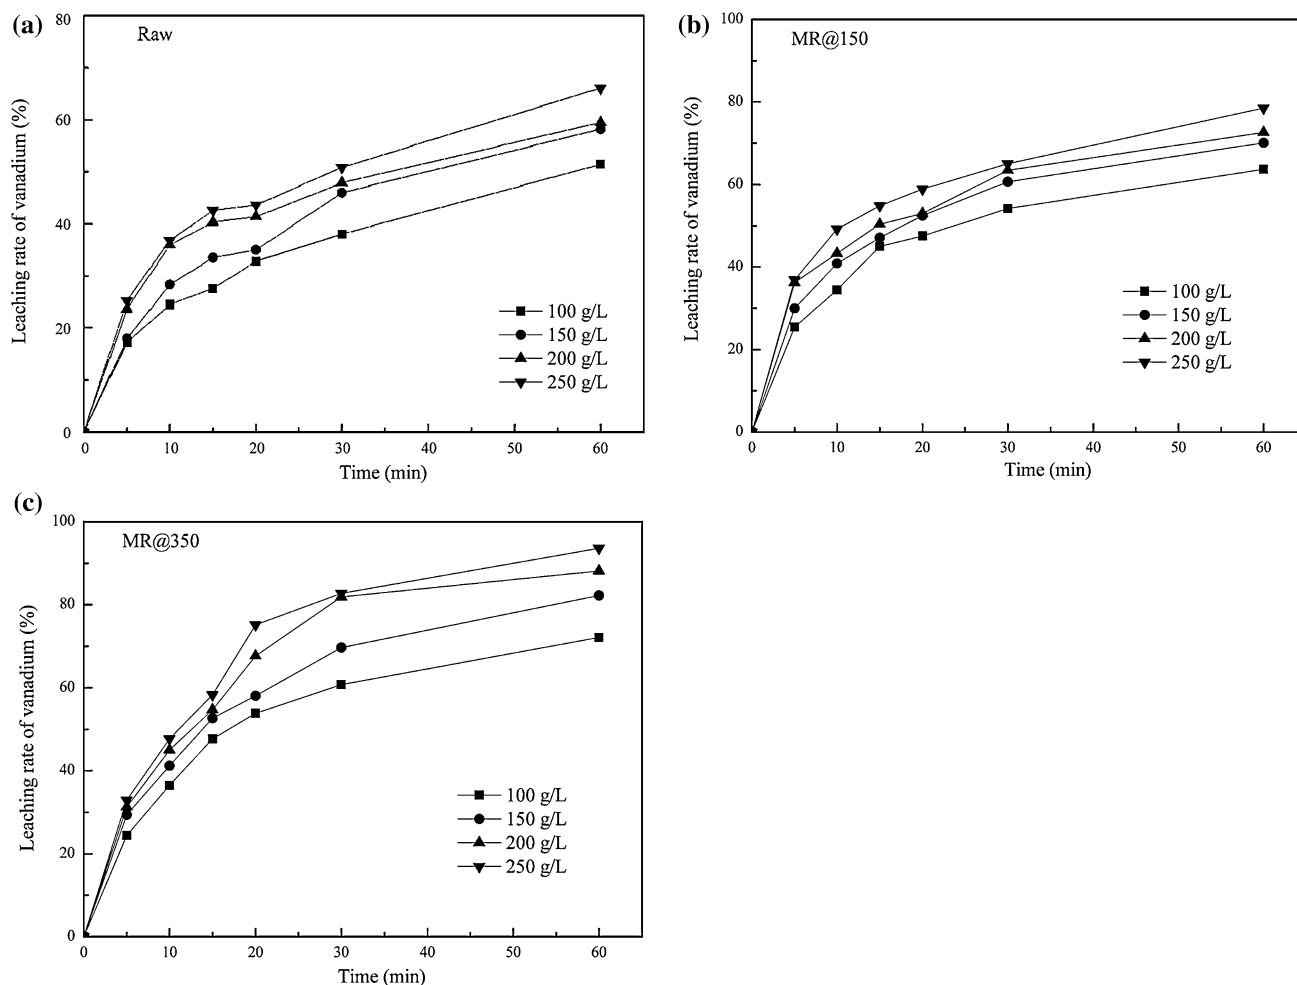 (a)
Raw
Leaching rate of vanadium (%)
80
60
40
20
0
0 10 20 30 40 50 60
Time (min)
100 g/L
150 g/L
200 g/L
250 g/L
(b)
MR@150
Leaching rate of vanadium (%)
100
80
60
40
20
0
0 10 20 30 40 50 60
Time (min)
100 g/L
150 g/L
200 g/L
250 g/L
(c)
MR@350
Leaching rate of vanadium (%)
100
80
60
40
20
0
0 10 20 30 40 50 60
Time (min)
100 g/L
150 g/L
200 g/L
250 g/L